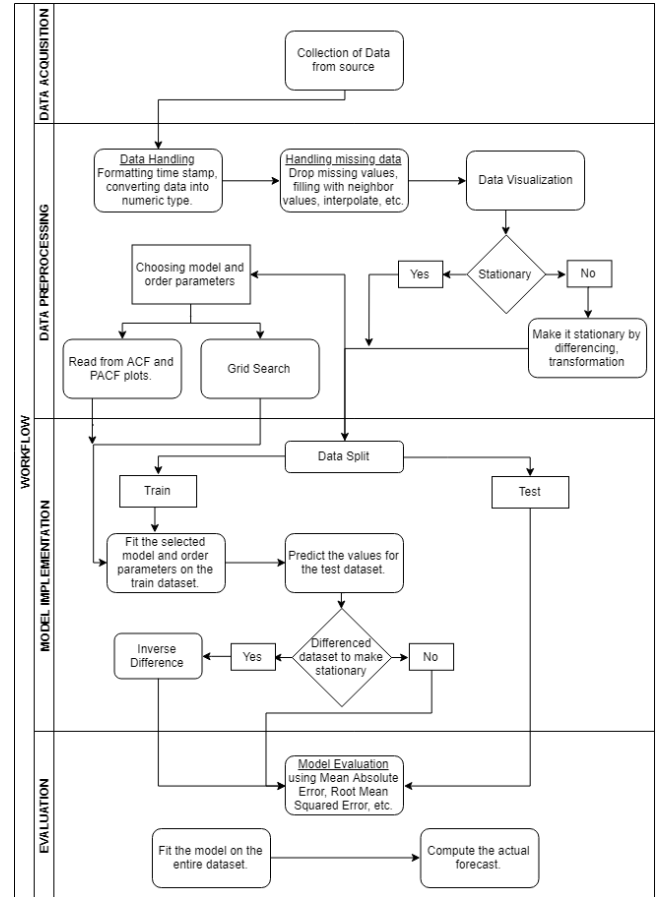 WORKFLOW
DATA ACQUISITION
Collection of Data
from source
DATA PREPROCESSING
Data Handling
Formatting time stamp,
converting data into
numeric type.
Handling missing data
Drop missing values,
filling with neighbor
values, interpolate, etc.
Data Visualization
Stationary
Yes
No
Make it stationary by
differencing,
transformation
Choosing model and
order parameters
Read from ACF and
PACF plots.
Grid Search
MODEL IMPLEMENTATION
Data Split
Train
Test
Fit the selected
model and order
parameters on the
train dataset.
Predict the values for
the test dataset.
Differenced
dataset to make
stationary
Yes
No
Inverse
Difference
EVALUATION
Model Evaluation
using Mean Absolute
Error, Root Mean
Squared Error, etc.
Fit the model on the
entire dataset.
Compute the actual
forecast.